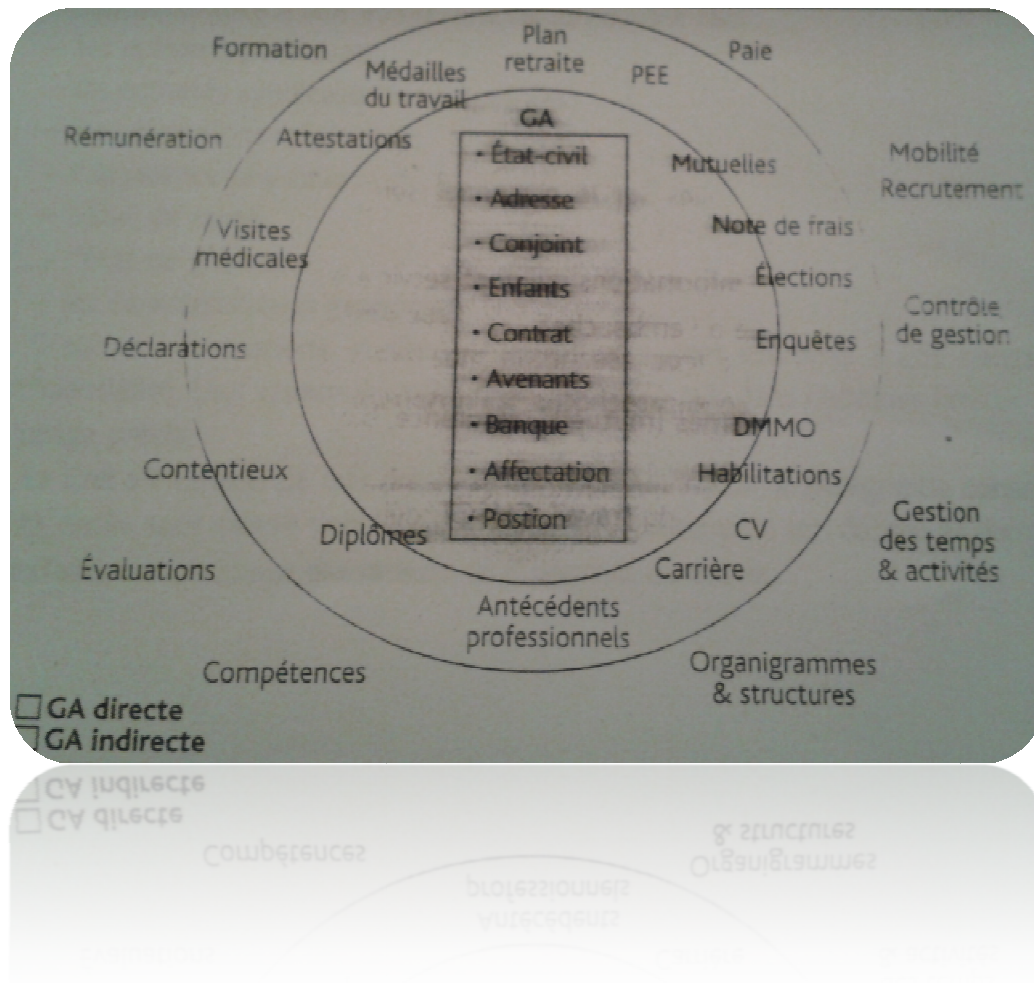 Formation
Plan
retraite
Paie
Médailles
du travail
PEE
GA
Rémunération
Attestations
• État-civil
Mutuelles
Mobilité
Recrutement
• Adresse
Visites
médicales
Note de frais
• Conjoint
Élections
• Enfants
Contrôle
de gestion
Déclarations
• Contrat
Enquêtes
• Avenants
• Banque
DMMO
Contentieux
• Affectation
Habilitations
• Postion
Diplômes
CV
Gestion
des temps
& activités
Évaluations
Carrière
Antécédents
professionnels
Compétences
Organigrammes
& structures
GA directe
GA indirecte